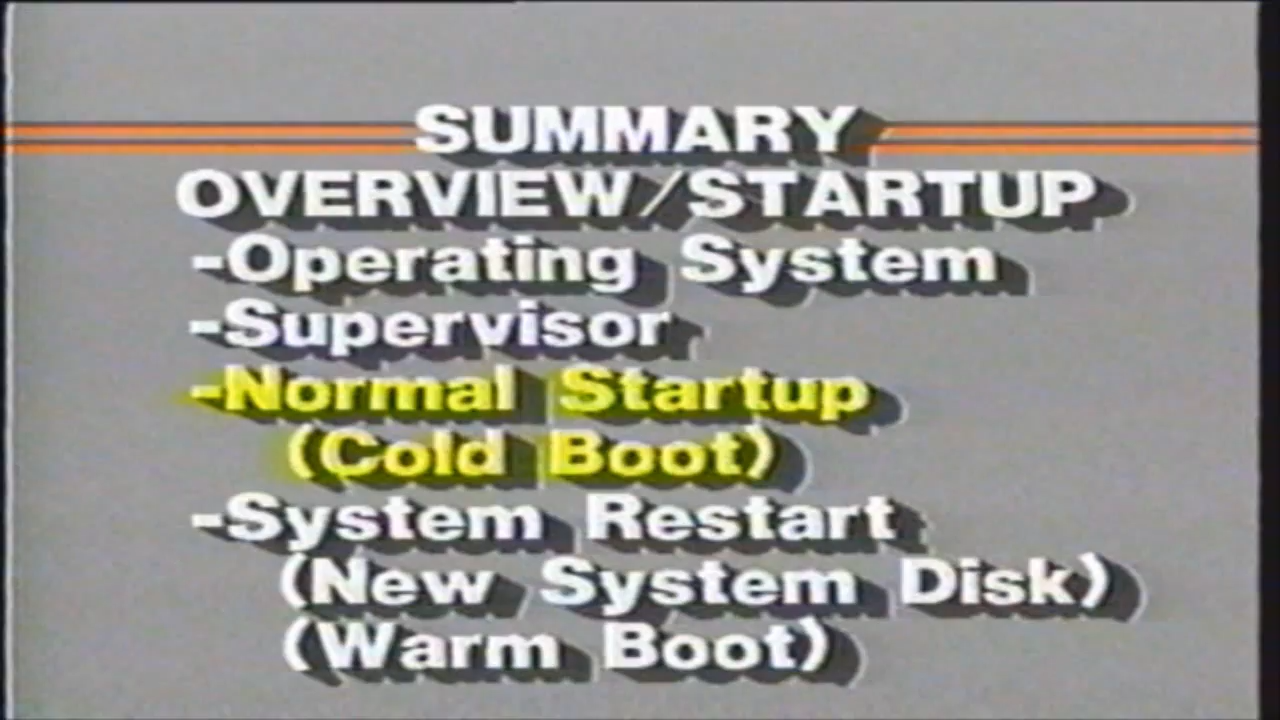 SUMMARY
OVERVIEW/STARTUP
-Operating System
-Supervisor
-Normal Startup
(Cold Boot)
-System Restart
(New System Disk)
(Warm Boot)